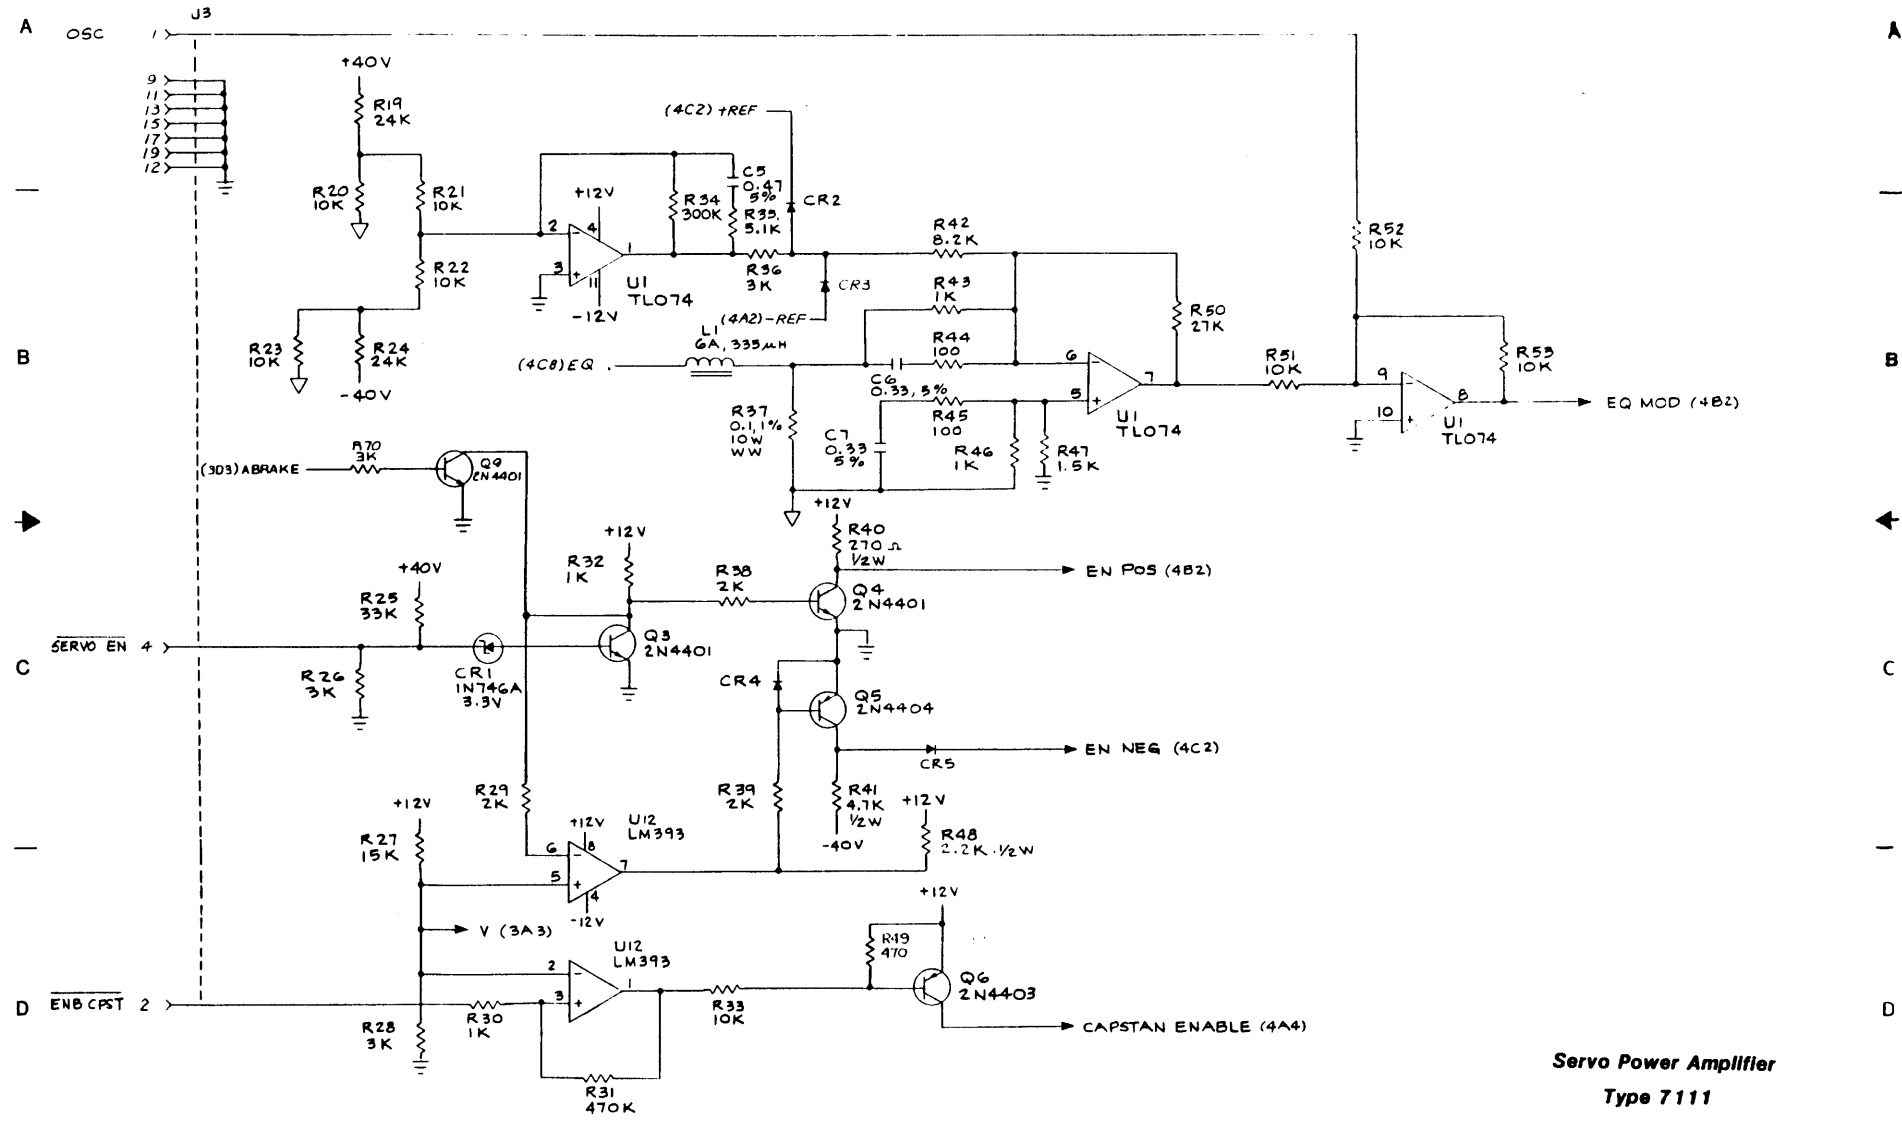 J3
A OSC 1 A
+40V
9
11
13
15
17
19
12
R19
24K
(4C2) +REF
R20
10K
R21
10K
+12V
R34
300K
C5
0.47
5%
R35
5.1K
CR2
2 4
1
3 11
U1
TL074
-12V
R36
3K
CR3
(4A2) -REF
R22
10K
R42
8.2K
R43
1K
R52
10K
R50
27K
B B
R23
10K
R24
24K
-40V
L1
6A, 335µH
(4C8) EQ
R44
100
C6
0.33, 5%
6
7
5
U1
TL074
R51
10K
9
8
10
U1
TL074
R53
10K
EQ MOD (4B2)
R37
0.1, 1%
10W
WW
C7
0.33
5%
R45
100
R46
1K
R47
1.5K
(3D3) ABRAKE
R70
3K
Q9
2N4401
+12V
R40
270 Ω
1/2W
EN POS (4B2)
+12V
R32
1K
R38
2K
Q4
2N4401
+40V
R25
33K
C SERVO EN 4 C
R26
3K
CR1
1N746A
3.3V
Q3
2N4401
CR4
Q5
2N4404
EN NEG (4C2)
CR5
R29
2K
R39
2K
R41
4.7K
1/2W
-40V
+12V
R48
2.2K 1/2W
+12V
R27
15K
+12V
U12
LM393
6 8
7
5 4
-12V
V (3A3)
U12
LM393
2
1
3
+12V
R49
470
Q6
2N4403
D ENB CPST 2 D
R28
3K
R30
1K
R33
10K
CAPSTAN ENABLE (4A4)
R31
470K
Servo Power Amplifier
Type 7111